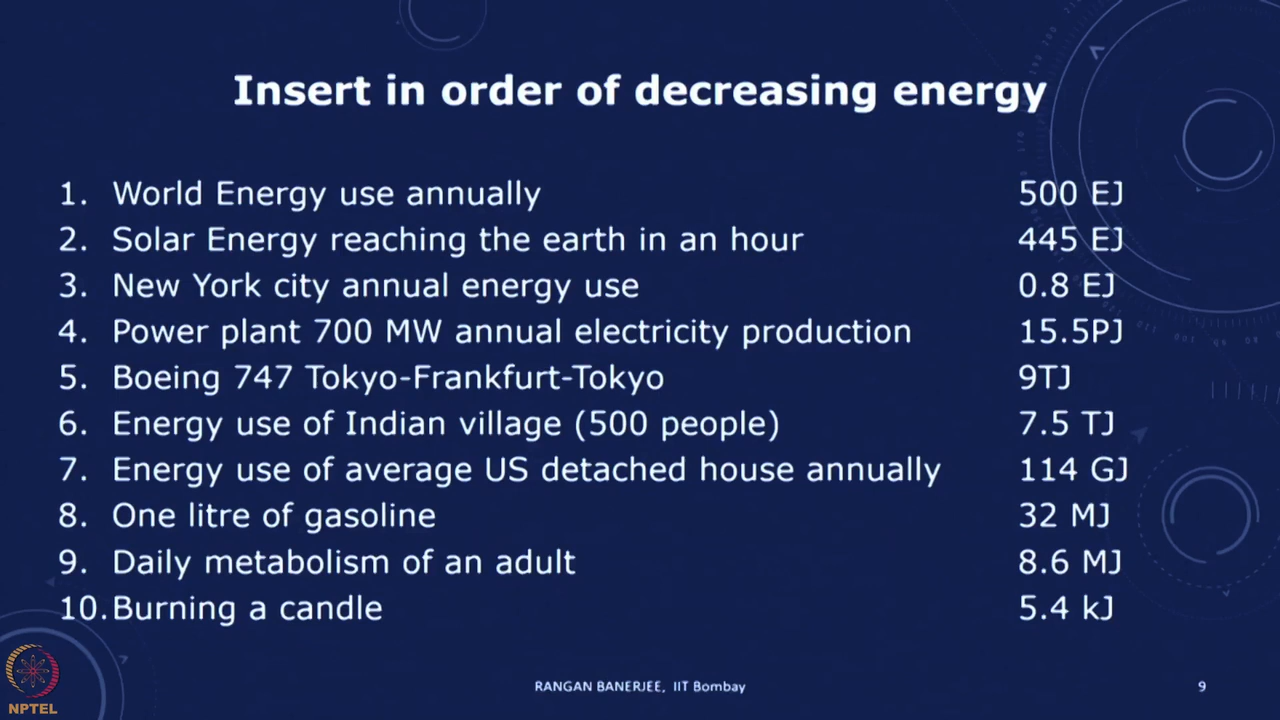 Insert in order of decreasing energy
1. World Energy use annually 500 EJ
2. Solar Energy reaching the earth in an hour 445 EJ
3. New York city annual energy use 0.8 EJ
4. Power plant 700 MW annual electricity production 15.5PJ
5. Boeing 747 Tokyo-Frankfurt-Tokyo 9TJ
6. Energy use of Indian village (500 people) 7.5 TJ
7. Energy use of average US detached house annually 114 GJ
8. One litre of gasoline 32 MJ
9. Daily metabolism of an adult 8.6 MJ
10. Burning a candle 5.4 kJ
RANGAN BANERJEE, IIT Bombay 9
NPTEL